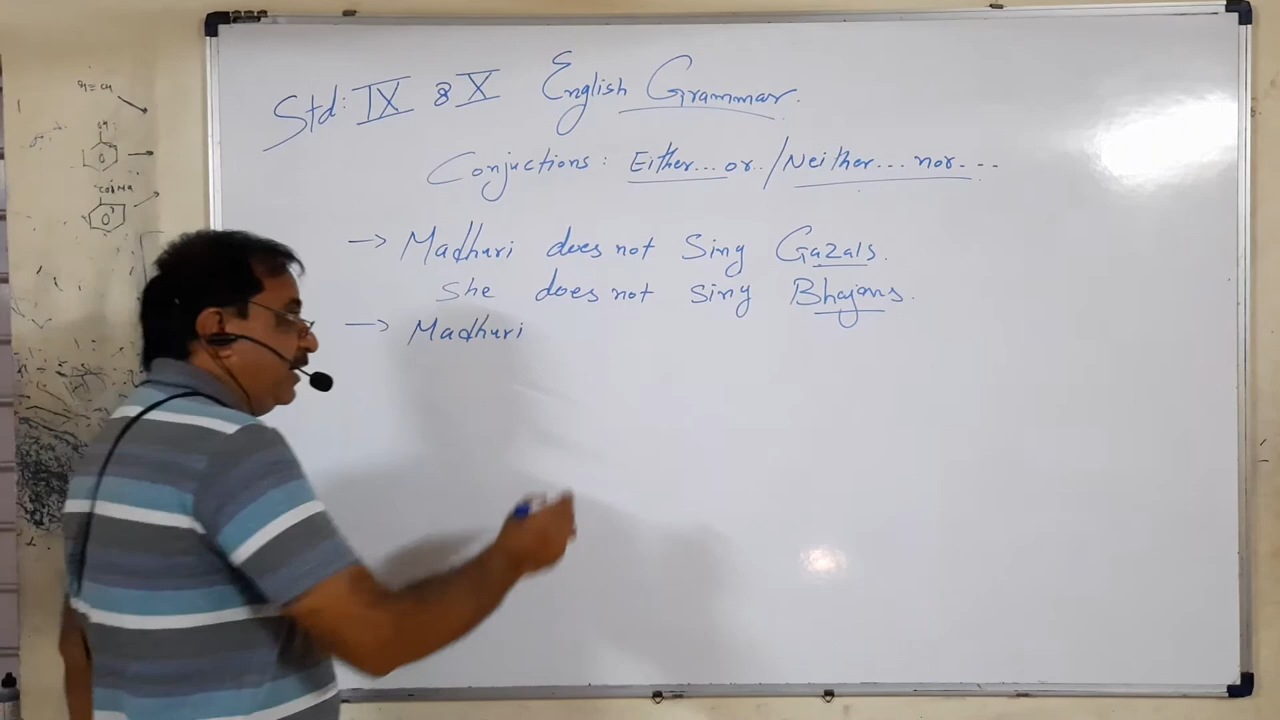 Std: IX & X English Grammar.
Conjuctions: Either... or../Neither... nor....
→ Madhuri does not Sing Gazals.
She does not sing Bhajans.
→ Madhuri